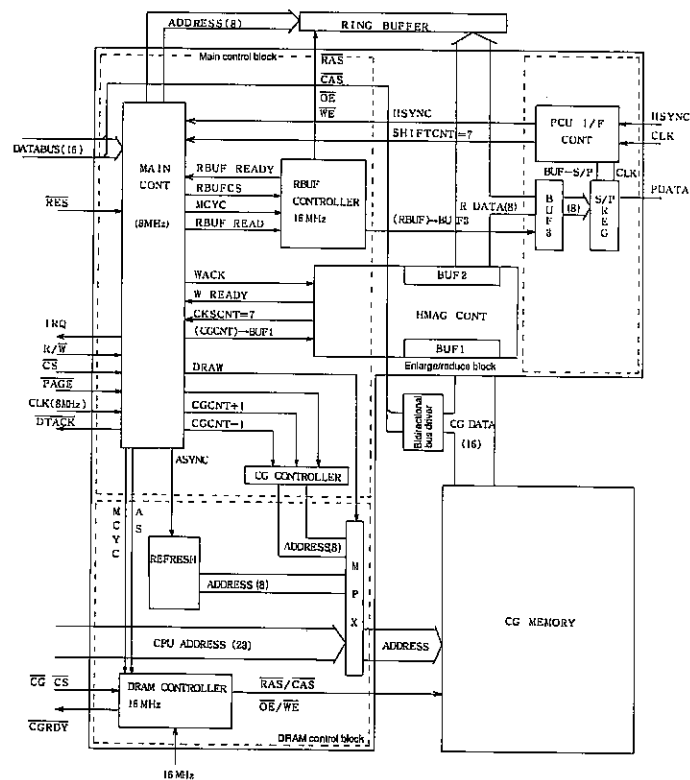 ADDRESS(8)
RING BUFFER
Main control block
RAS
CAS
OE
WE
HSYNC
SHIFTCNT=7
PCU I/F
CONT
HSYNC
CLK
DATABUS(16)
MAIN
CONT
(8MHz)
RBUF READY
RBUFCS
MCYC
RBUF READ
RBUF
CONTROLLER
16 MHz
BUF-S/P
CLK
PDATA
R DATA(8)
BUF3
(8)
S/P
REG
(RBUF)→BUF3
RES
WACK
W READY
CKSCNT=7
(CGCNT)→BUF1
BUF2
HMAG CONT
BUF1
Enlarge/reduce block
IRQ
R/W
CS
PAGE
CLK(8MHz)
DTACK
DRAW
CGCNT+1
CGCNT-1
Bidirectional
bus driver
CG DATA
(16)
ASYNC
CG CONTROLLER
MCYC
AS
REFRESH
ADDRESS(8)
ADDRESS(8)
MPX
CG MEMORY
CPU ADDRESS (23)
ADDRESS
CG CS
CGRDY
DRAM CONTROLLER
16 MHz
RAS/CAS
OE/WE
DRAM control block
16 MHz